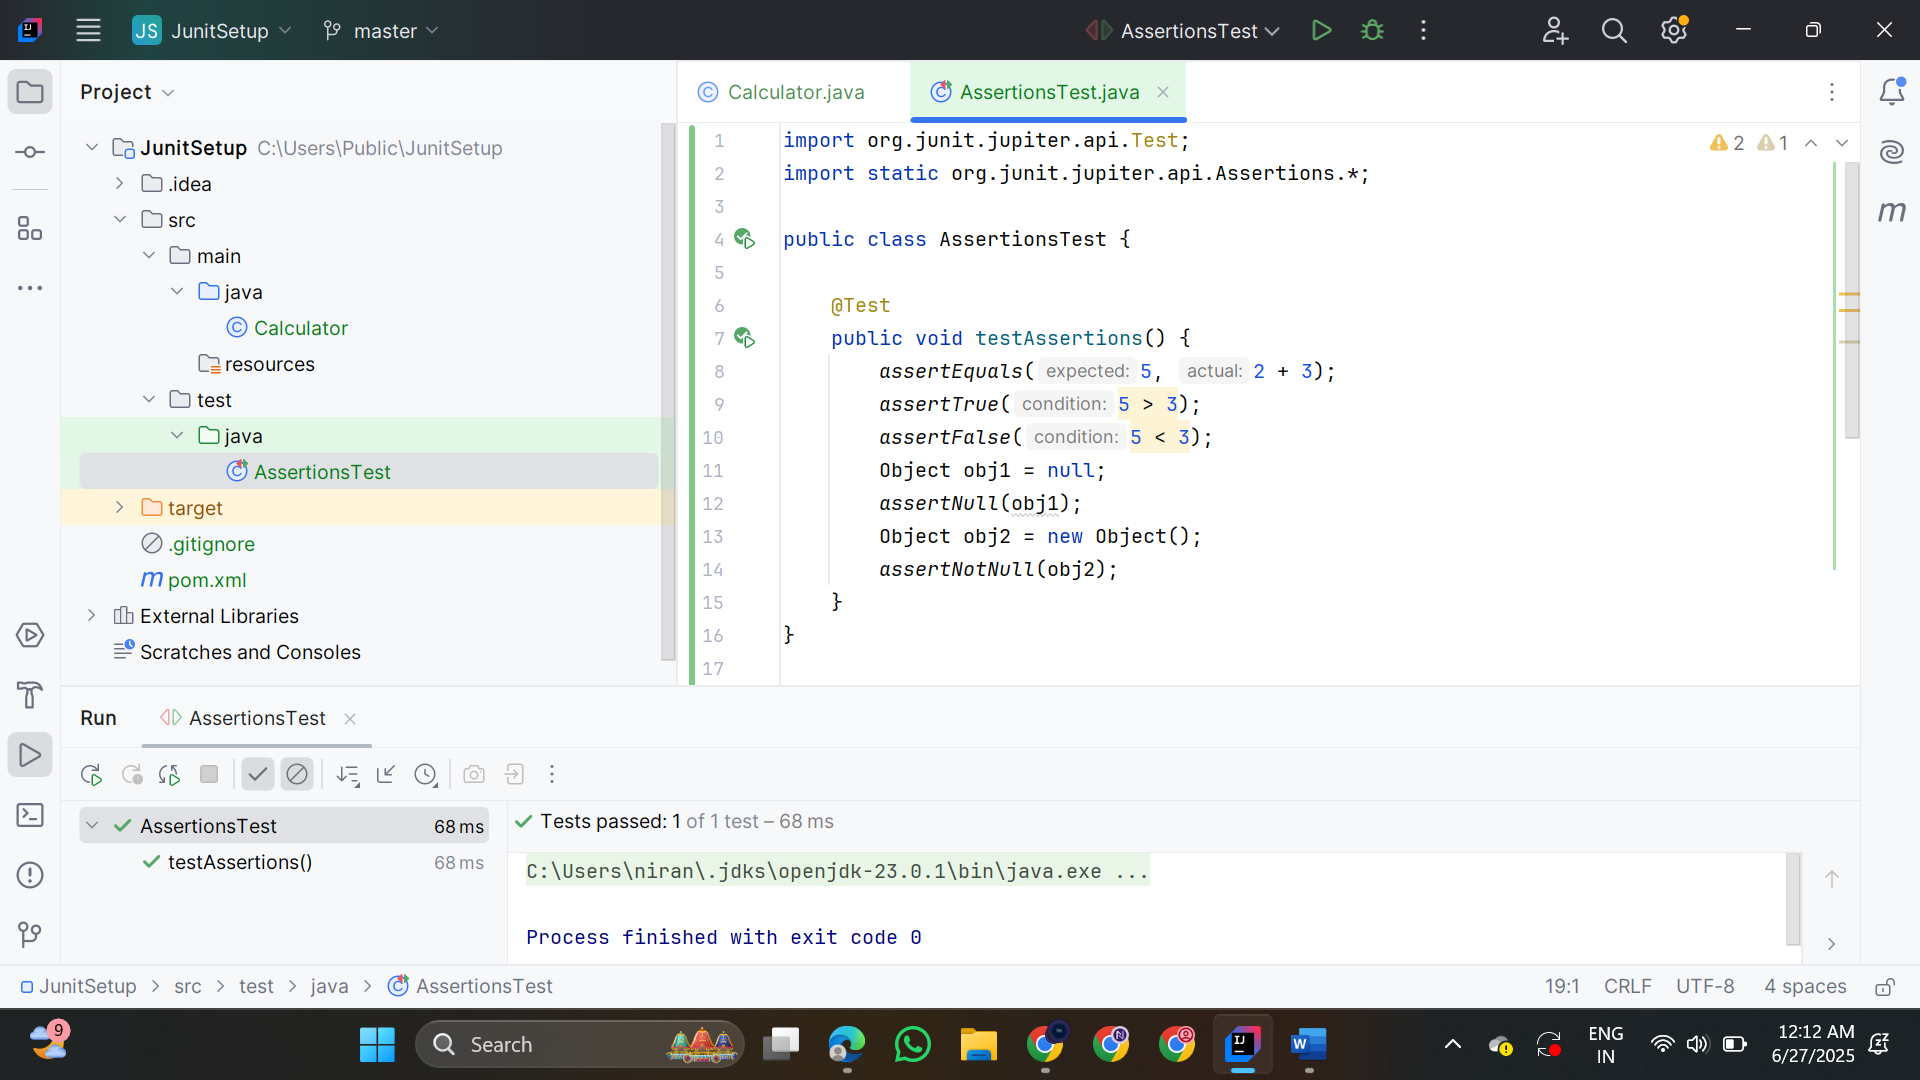 JS JunitSetup master AssertionsTest
Project
Calculator.java AssertionsTest.java
JunitSetup C:\Users\Public\JunitSetup
.idea
src
main
java
Calculator
resources
test
java
AssertionsTest
target
.gitignore
m pom.xml
External Libraries
Scratches and Consoles
2 1
m
1 import org.junit.jupiter.api.Test;
2 import static org.junit.jupiter.api.Assertions.*;
3
4 public class AssertionsTest {
5
6 @Test
7 public void testAssertions() {
8 assertEquals( expected: 5, actual: 2 + 3);
9 assertTrue( condition: 5 > 3);
10 assertFalse( condition: 5 < 3);
11 Object obj1 = null;
12 assertNull(obj1);
13 Object obj2 = new Object();
14 assertNotNull(obj2);
15 }
16 }
17
Run AssertionsTest
AssertionsTest 68 ms
testAssertions() 68 ms
Tests passed: 1 of 1 test – 68 ms
C:\Users\niran\.jdks\openjdk-23.0.1\bin\java.exe ...
Process finished with exit code 0
JunitSetup > src > test > java > AssertionsTest
19:1 CRLF UTF-8 4 spaces
9
Search
ENG
IN
12:12 AM
6/27/2025